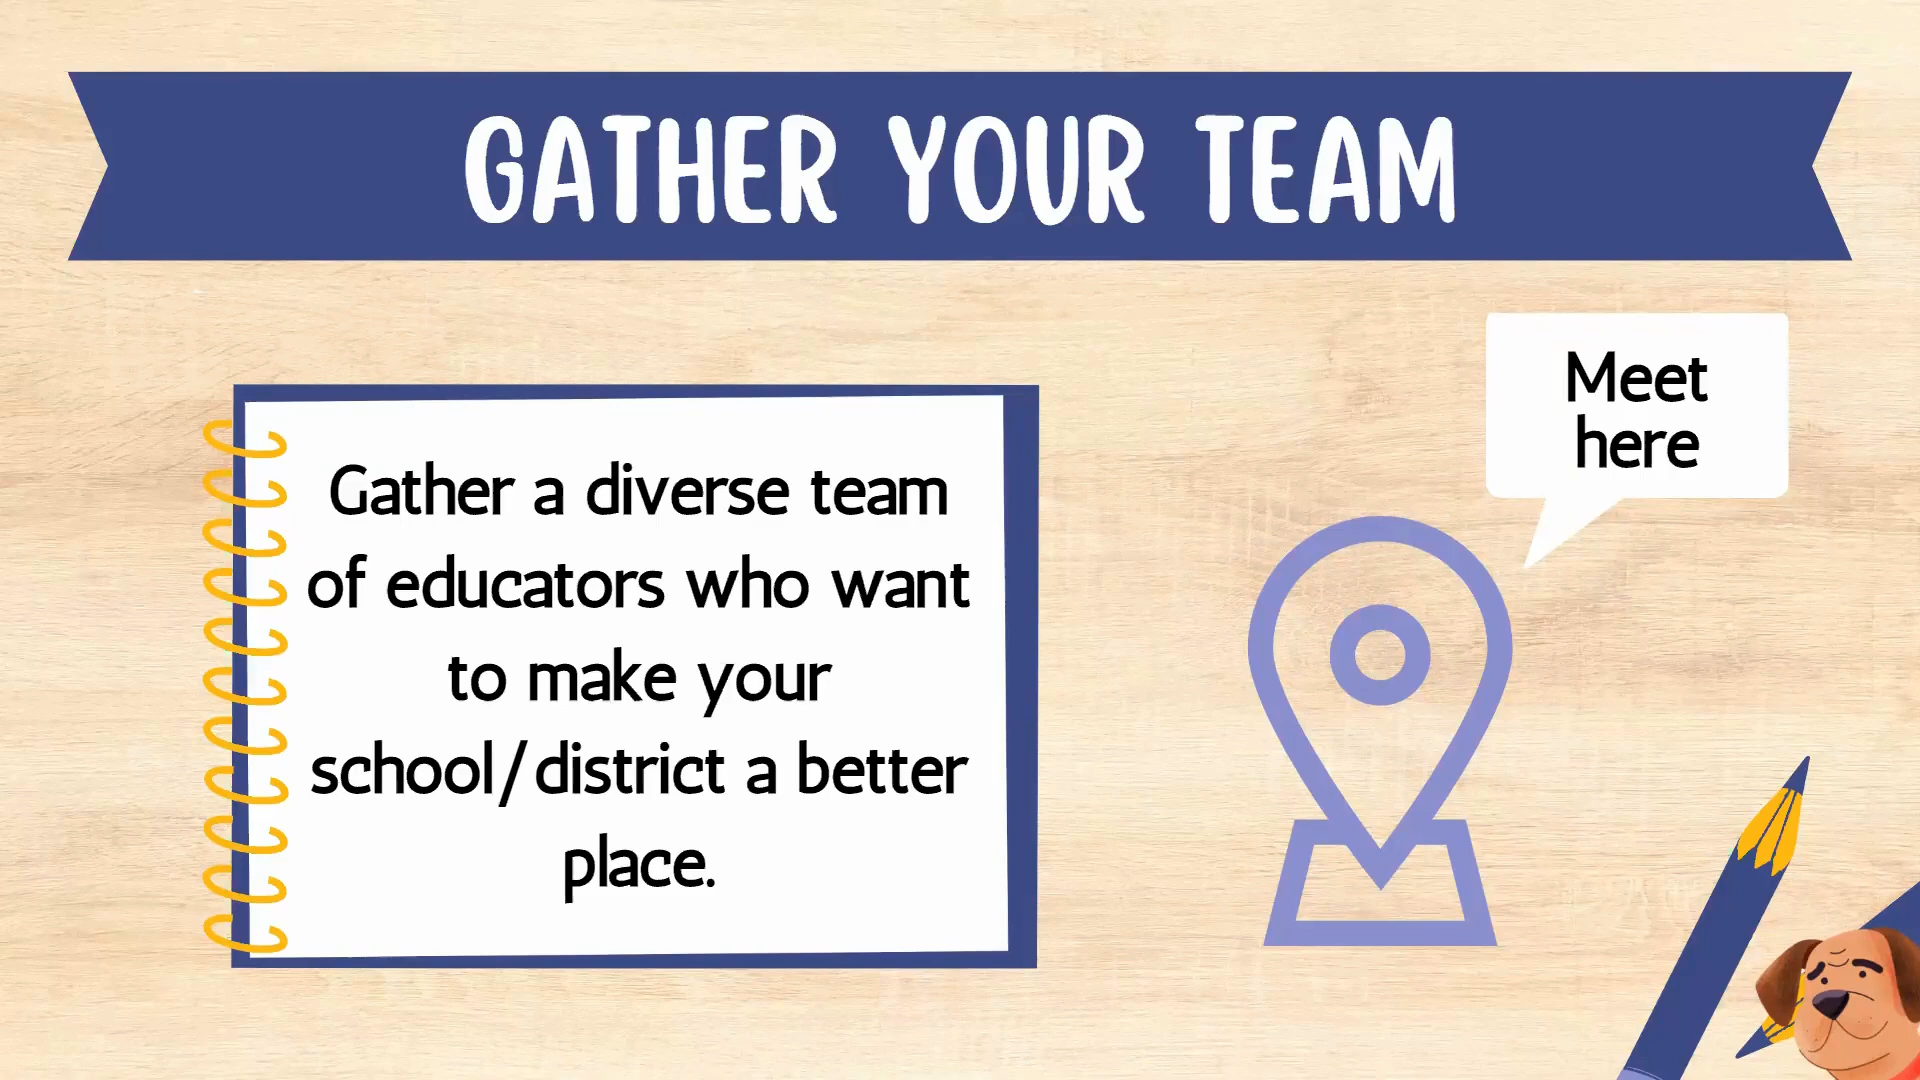 GATHER YOUR TEAM
Gather a diverse team
of educators who want
to make your
school/district a better
place.
Meet
here